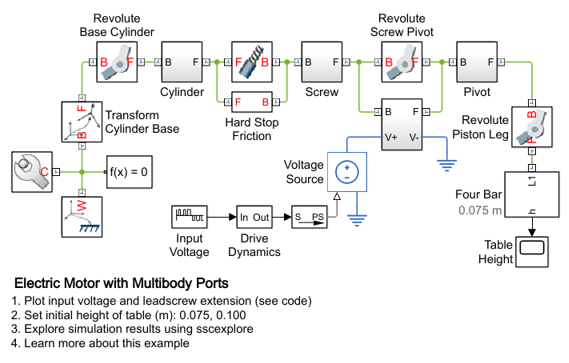 Revolute
Base Cylinder
Revolute
Screw Pivot
B F
B F
F B
B F
B F
B F
Cylinder
Screw
Pivot
F B
Hard Stop
Friction
F
B
Transform
Cylinder Base
B F
V+ V-
B
F
Revolute
Piston Leg
C
f(x) = 0
W
Voltage
Source
L1
h
Four Bar
0.075 m
In Out
S PS
Input
Voltage
Drive
Dynamics
Table
Height
Electric Motor with Multibody Ports
1. Plot input voltage and leadscrew extension (see code)
2. Set initial height of table (m): 0.075, 0.100
3. Explore simulation results using sscexplore
4. Learn more about this example